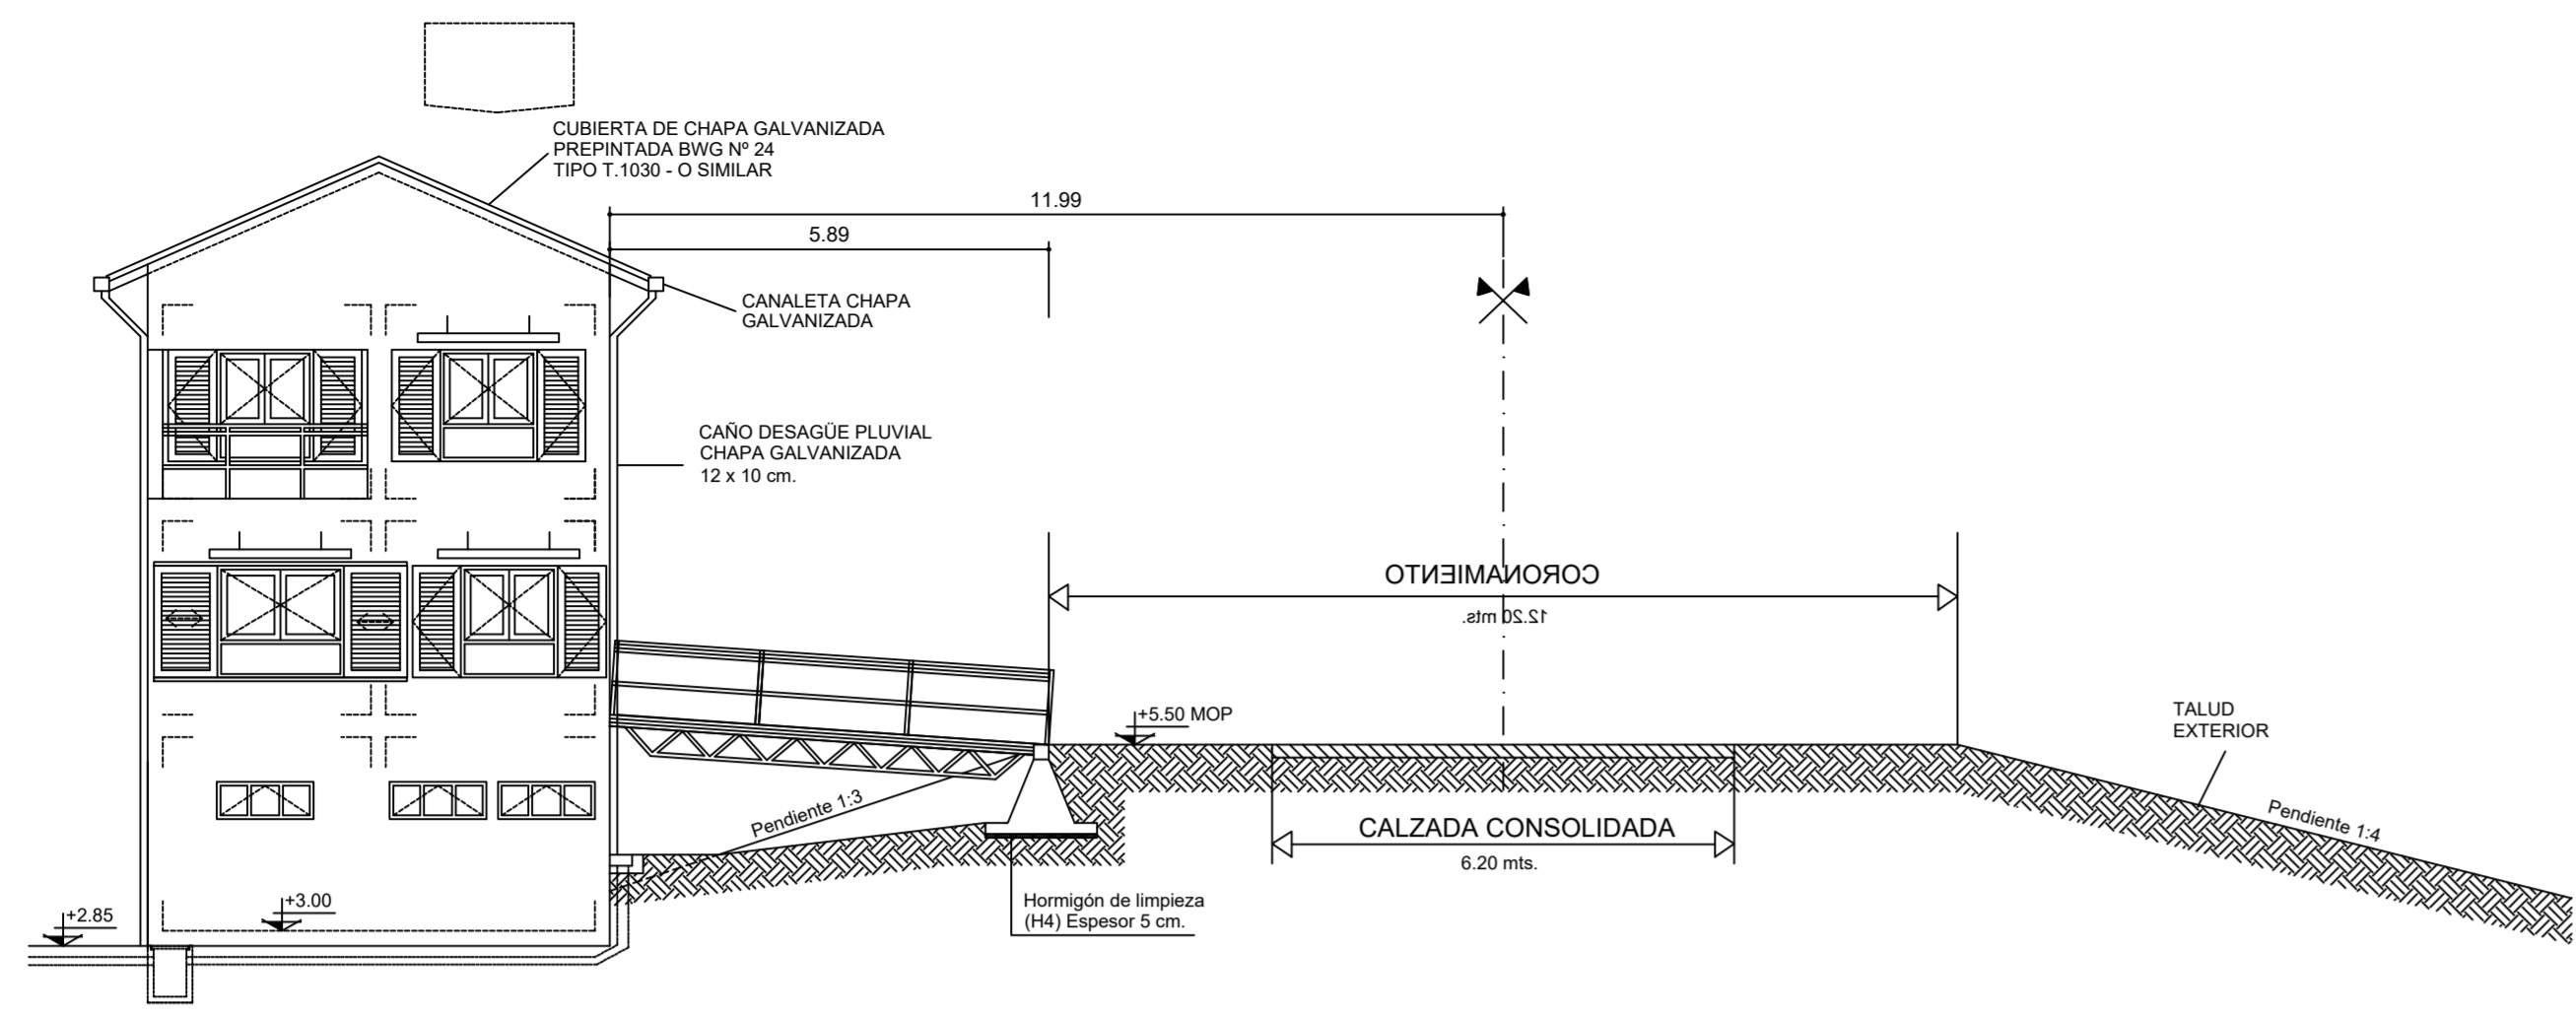 CUBIERTA DE CHAPA GALVANIZADA
PREPINTADA BWG Nº 24
TIPO T.1030 - O SIMILAR
11.99
5.89
CANALETA CHAPA
GALVANIZADA
CAÑO DESAGÜE PLUVIAL
CHAPA GALVANIZADA
12 x 10 cm.
CORONAMIENTO
12.20 mts.
+5.50 MOP
TALUD
EXTERIOR
Pendiente 1:3
Pendiente 1:4
CALZADA CONSOLIDADA
6.20 mts.
Hormigón de limpieza
(H4) Espesor 5 cm.
+2.85
+3.00